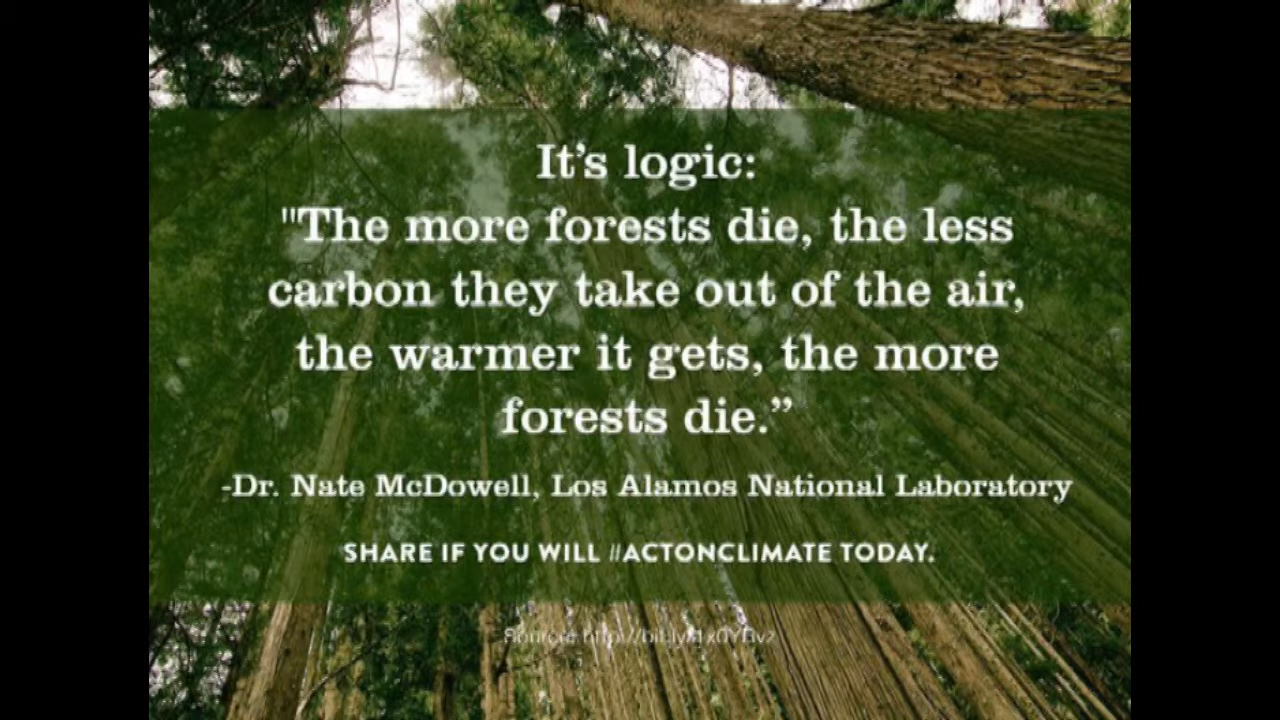 It's logic:
"The more forests die, the less
carbon they take out of the air,
the warmer it gets, the more
forests die.”
-Dr. Nate McDowell, Los Alamos National Laboratory
SHARE IF YOU WILL #ACTONCLIMATE TODAY.
Source: